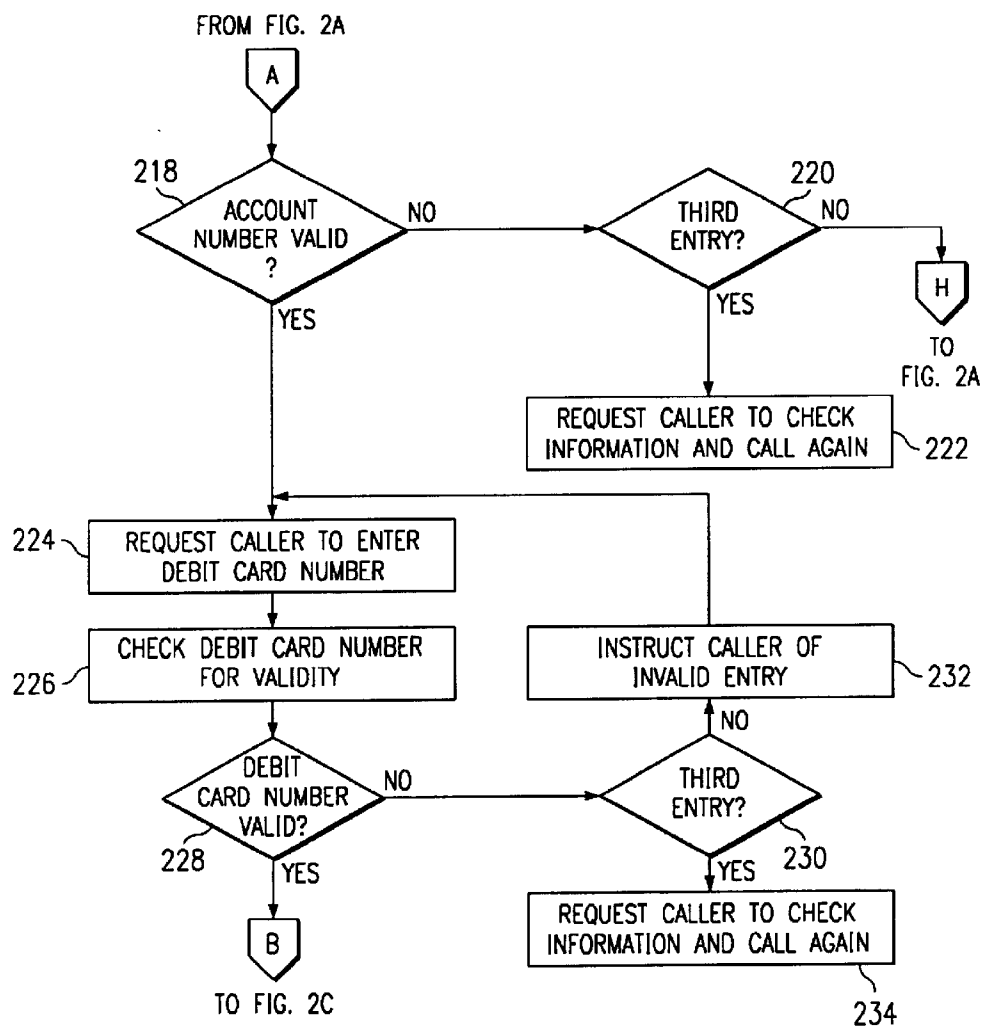 FROM FIG. 2A
A
218
ACCOUNT
NUMBER VALID
?
NO
YES
220
THIRD
ENTRY?
NO
YES
H
TO
FIG. 2A
REQUEST CALLER TO CHECK
INFORMATION AND CALL AGAIN
222
224
REQUEST CALLER TO ENTER
DEBIT CARD NUMBER
CHECK DEBIT CARD NUMBER
FOR VALIDITY
226
INSTRUCT CALLER OF
INVALID ENTRY
232
NO
DEBIT
CARD NUMBER
VALID?
228
NO
YES
THIRD
ENTRY?
230
YES
B
TO FIG. 2C
REQUEST CALLER TO CHECK
INFORMATION AND CALL AGAIN
234